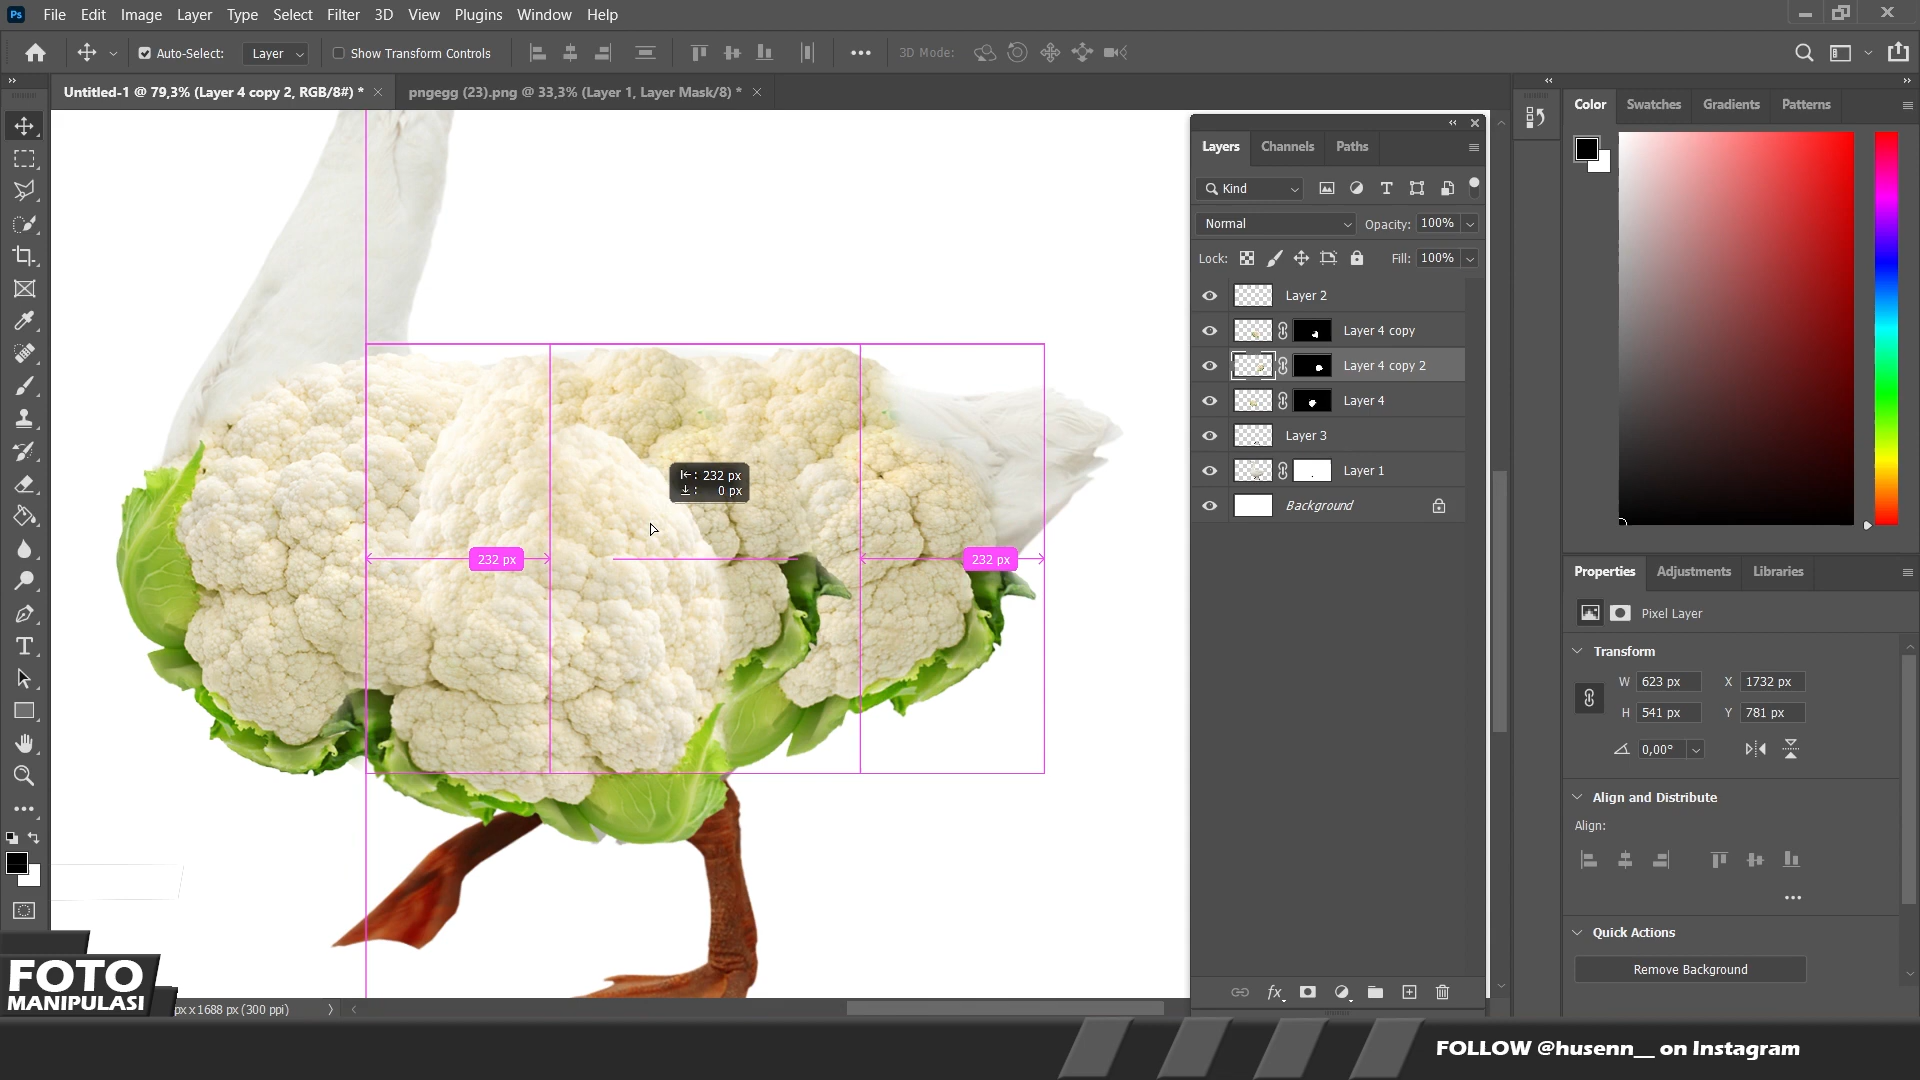 Ps File Edit Image Layer Type Select Filter 3D View Plugins Window Help
Auto-Select: Layer Show Transform Controls 3D Mode:
Untitled-1 @ 79,3% (Layer 4 copy 2, RGB/8#) *
pngegg (23).png @ 33,3% (Layer 1, Layer Mask/8) *
Layers Channels Paths
Kind
Normal Opacity: 100%
Lock: Fill: 100%
Layer 2
Layer 4 copy
Layer 4 copy 2
Layer 4
Layer 3
Layer 1
Background
: 232 px
: 0 px
232 px
232 px
Color Swatches Gradients Patterns
Properties Adjustments Libraries
Pixel Layer
Transform
W 623 px X 1732 px
H 541 px Y 781 px
0,00°
Align and Distribute
Align:
Quick Actions
Remove Background
px x 1688 px (300 ppi)
FOTO
MANIPULASI
FOLLOW @husenn__ on Instagram